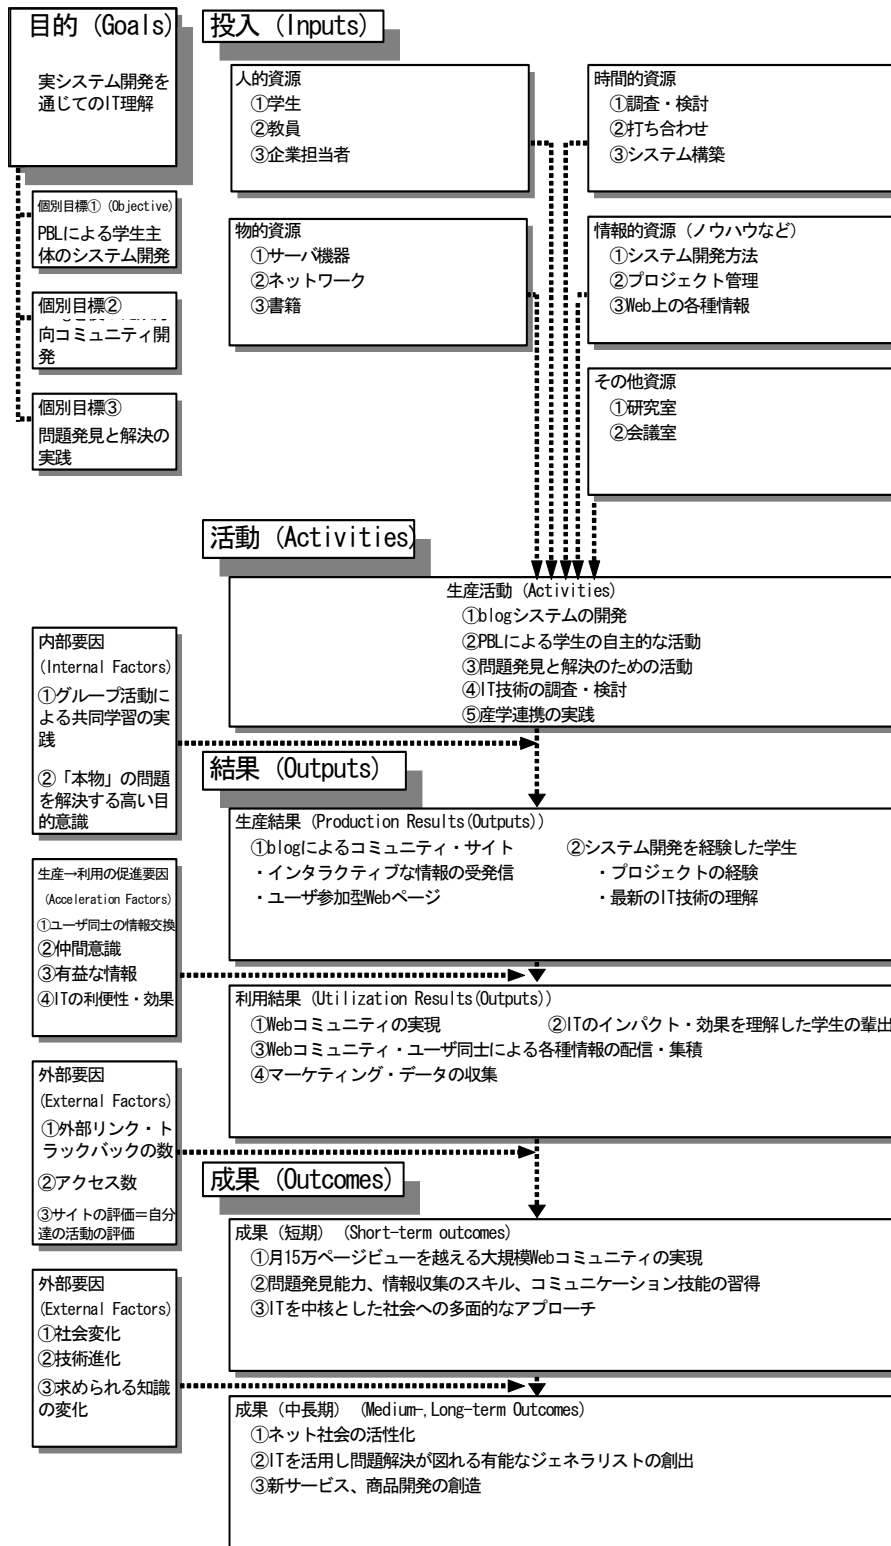 目的 (Goals)
実システム開発を
通じてのIT理解
個別目標① (Objective)
PBLによる学生主
体のシステム開発
個別目標②
向コミュニティ開
発
個別目標③
問題発見と解決の
実践
投入 (Inputs)
人的資源
①学生
②教員
③企業担当者
時間的資源
①調査・検討
②打ち合わせ
③システム構築
物的資源
①サーバ機器
②ネットワーク
③書籍
情報的資源 (ノウハウなど)
①システム開発方法
②プロジェクト管理
③Web上の各種情報
その他資源
①研究室
②会議室
活動 (Activities)
生産活動 (Activities)
①blogシステムの開発
②PBLによる学生の自主的な活動
③問題発見と解決のための活動
④IT技術の調査・検討
⑤産学連携の実践
内部要因
(Internal Factors)
①グループ活動に
よる共同学習の実
践
②「本物」の問題
を解決する高い目
的意識
結果 (Outputs)
生産結果 (Production Results(Outputs))
①blogによるコミュニティ・サイト
・インタラクティブな情報の受発信
・ユーザ参加型Webページ
②システム開発を経験した学生
・プロジェクトの経験
・最新のIT技術の理解
生産→利用の促進要因
(Acceleration Factors)
①ユーザ同士の情報交換
②仲間意識
③有益な情報
④ITの利便性・効果
利用結果 (Utilization Results(Outputs))
①Webコミュニティの実現 ②ITのインパクト・効果を理解した学生の輩出
③Webコミュニティ・ユーザ同士による各種情報の配信・集積
④マーケティング・データの収集
外部要因
(External Factors)
①外部リンク・ト
ラックバックの数
②アクセス数
③サイトの評価=自分
達の活動の評価
成果 (Outcomes)
成果 (短期) (Short-term outcomes)
①月15万ページビューを越える大規模Webコミュニティの実現
②問題発見能力、情報収集のスキル、コミュニケーション技能の習得
③ITを中核とした社会への多面的なアプローチ
外部要因
(External Factors)
①社会変化
②技術進化
③求められる知識
の変化
成果 (中長期) (Medium-,Long-term Outcomes)
①ネット社会の活性化
②ITを活用し問題解決が図れる有能なジェネラリストの創出
③新サービス、商品開発の創造